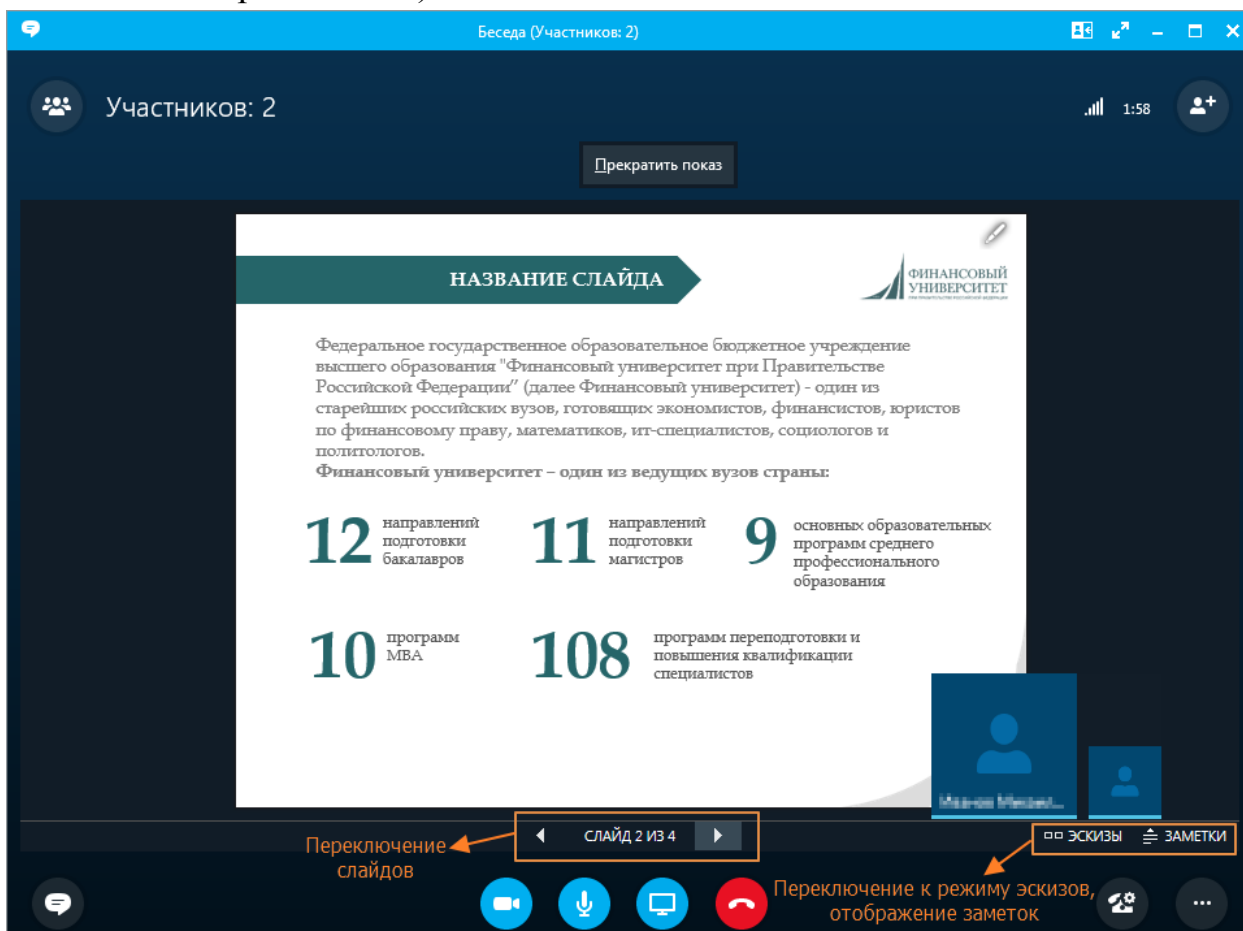 Беседа (Участников: 2)
Участников: 2
1:58
Прекратить показ
НАЗВАНИЕ СЛАЙДА
ФИНАНСОВЫЙ
УНИВЕРСИТЕТ
Федеральное государственное образовательное бюджетное учреждение
высшего образования "Финансовый университет при Правительстве
Российской Федерации" (далее Финансовый университет) - один из
старейших российских вузов, готовящих экономистов, финансистов, юристов
по финансовому праву, математиков, ит-специалистов, социологов и
политологов.
Финансовый университет – один из ведущих вузов страны:
12 направлений
подготовки
бакалавров
11 направлений
подготовки
магистров
9 основных образовательных
программ среднего
профессионального
образования
10 программ
МВА
108 программ переподготовки и
повышения квалификации
специалистов
СЛАЙД 2 ИЗ 4
ЭСКИЗЫ
ЗАМЕТКИ
Переключение
слайдов
Переключение к режиму эскизов,
отображение заметок